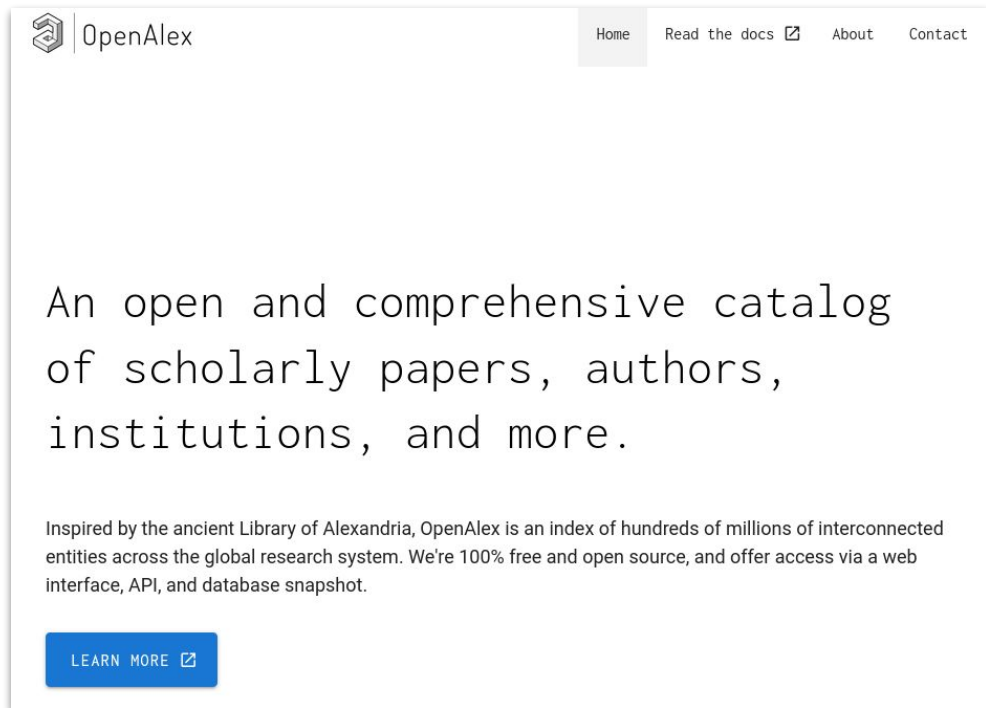 OpenAlex
Home Read the docs About Contact
An open and comprehensive catalog
of scholarly papers, authors,
institutions, and more.
Inspired by the ancient Library of Alexandria, OpenAlex is an index of hundreds of millions of interconnected
entities across the global research system. We're 100% free and open source, and offer access via a web
interface, API, and database snapshot.
LEARN MORE